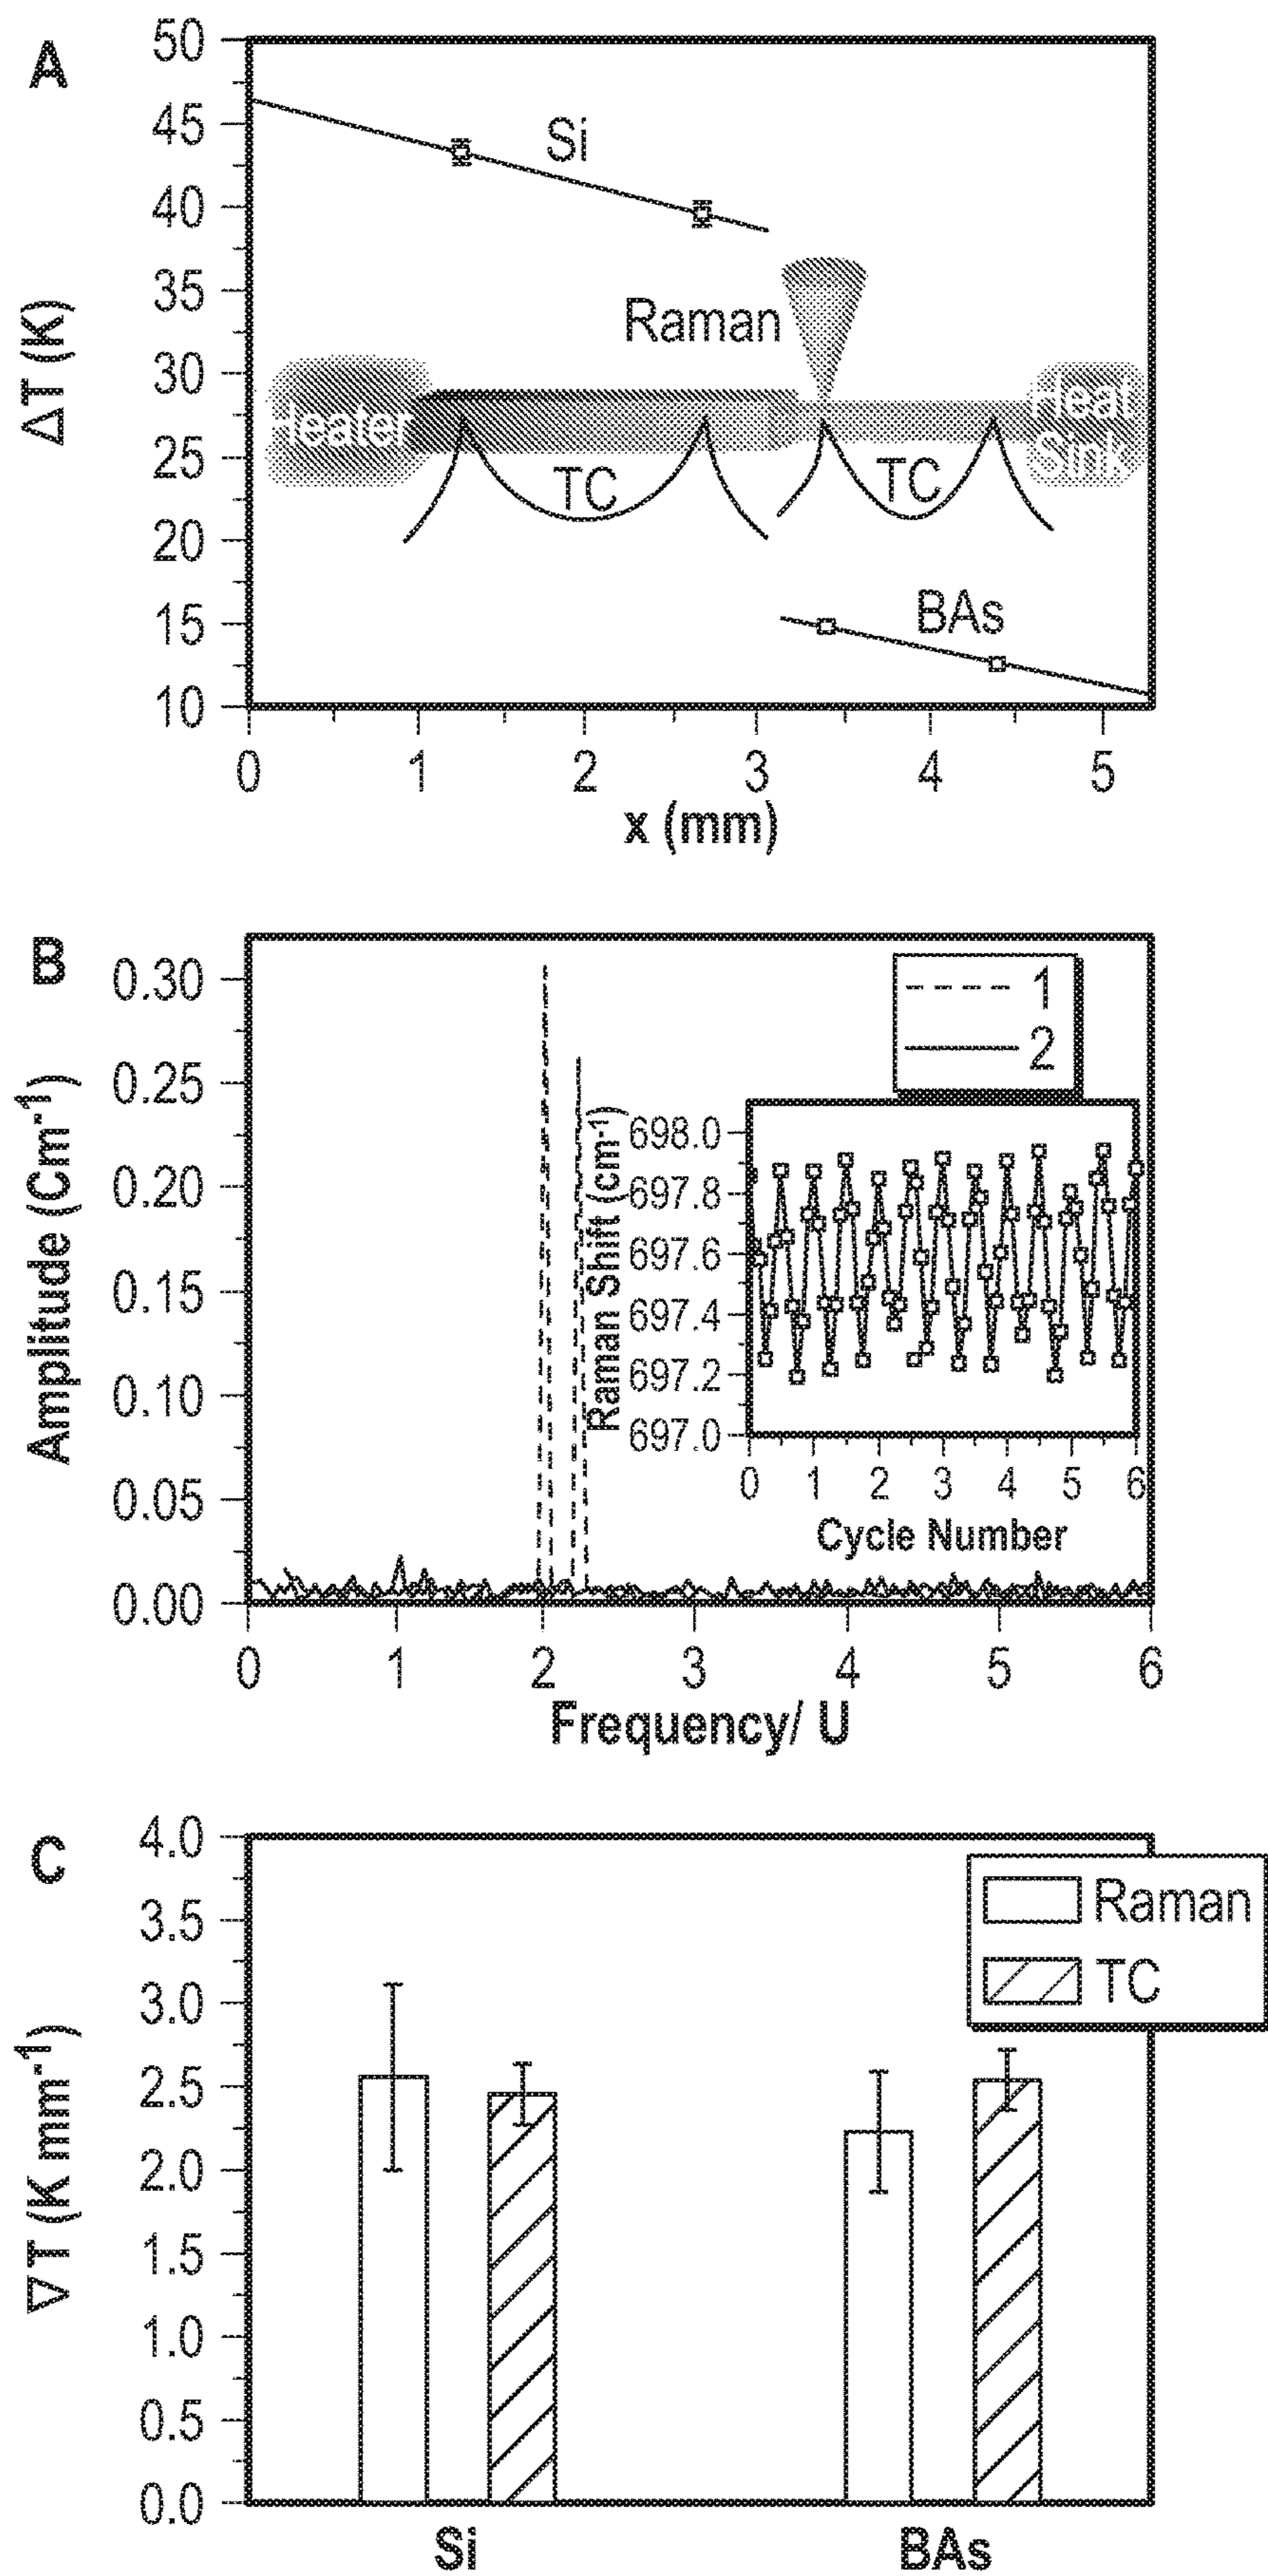 A
50
45
40
35
30
25
20
15
10
ΔT (K)
Si
Raman
Heater
Heat
Sink
TC
TC
BAs
0 1 2 3 4 5
x (mm)
B
0.30
0.25
0.20
0.15
0.10
0.05
0.00
Amplitude (Cm⁻¹)
1
2
698.0
697.8
697.6
697.4
697.2
697.0
Raman Shift (cm⁻¹)
0 1 2 3 4 5 6
Cycle Number
0 1 2 3 4 5 6
Frequency/ U
C
4.0
3.5
3.0
2.5
2.0
1.5
1.0
0.5
0.0
∇T (K mm⁻¹)
Raman
TC
Si BAs